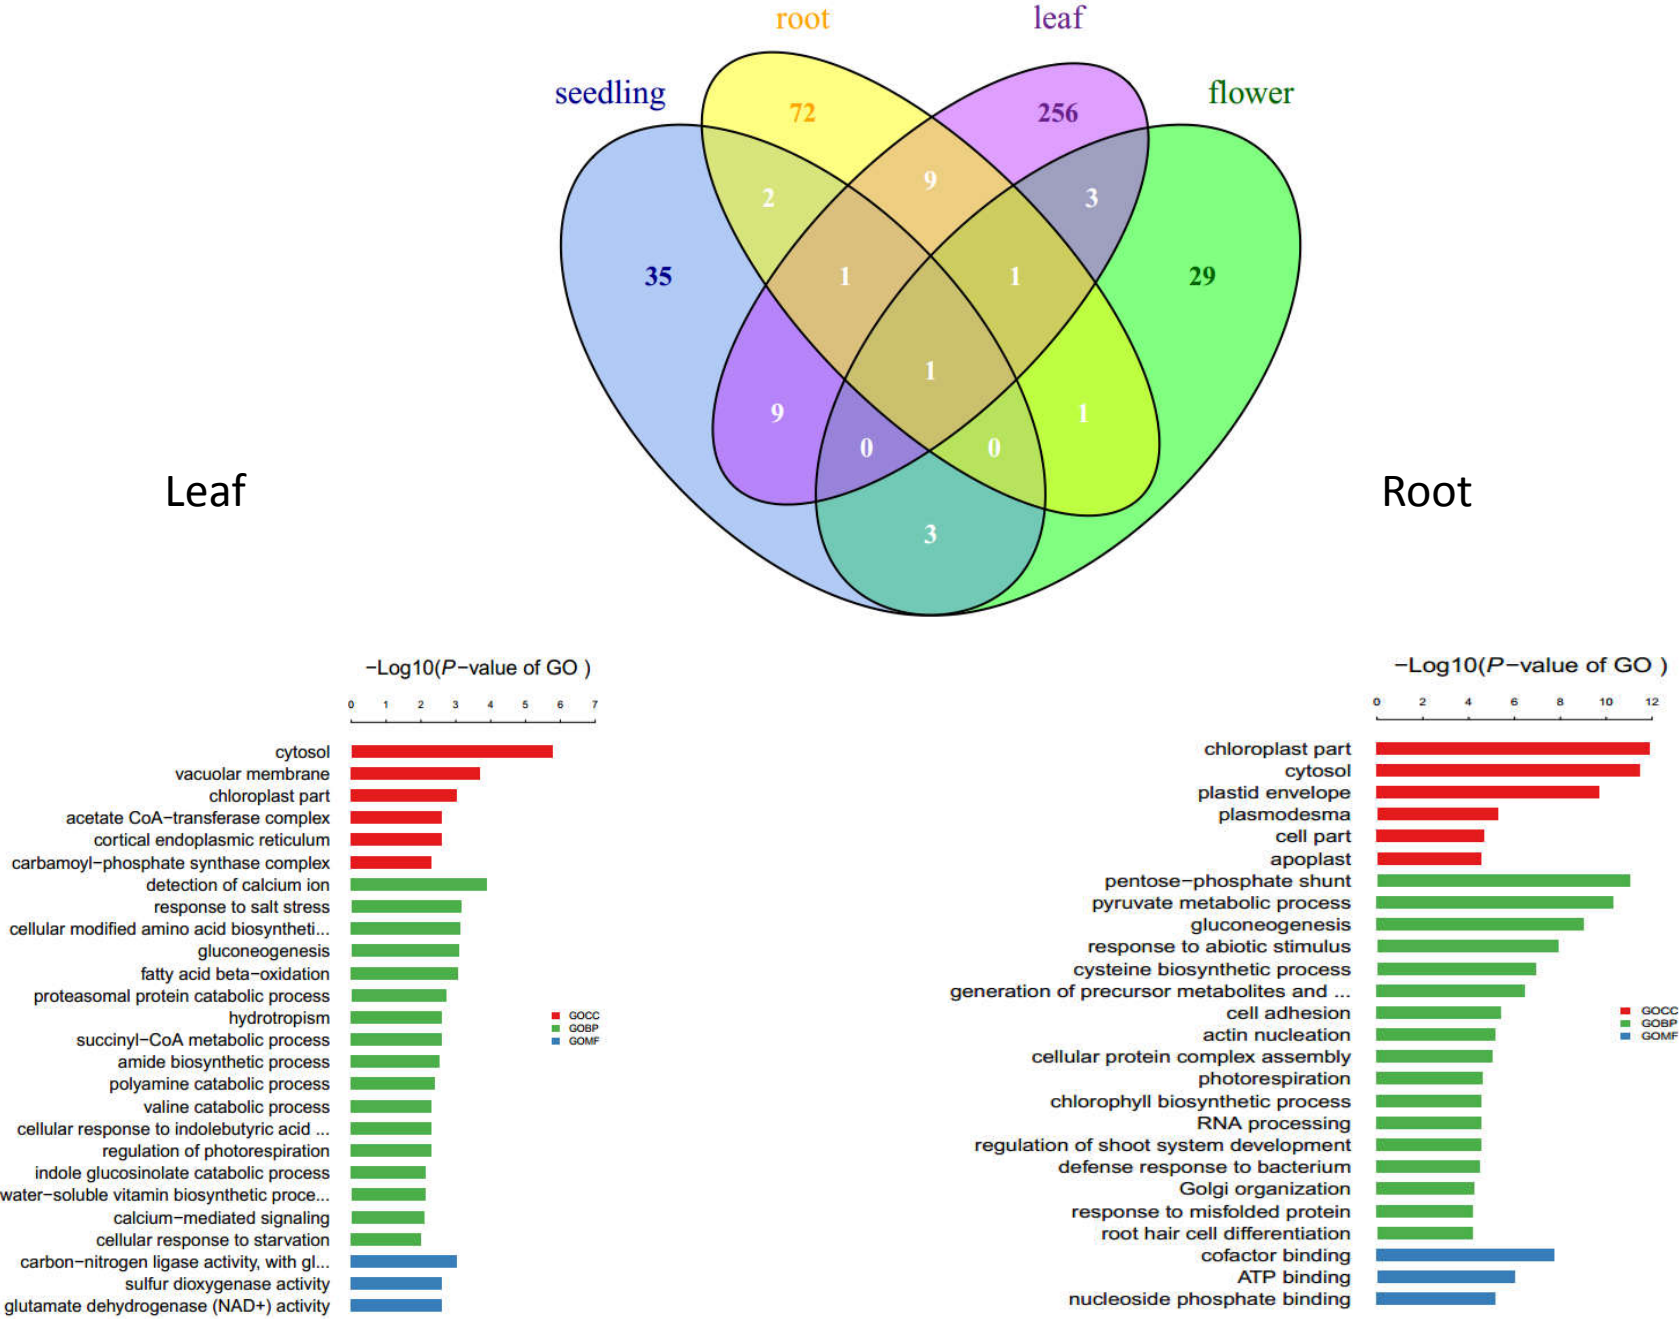 root
leaf
seedling
flower
72
256
9
2
3
35
1
1
29
1
9
1
0
0
3
Leaf
Root
−Log10(P−value of GO )
0 1 2 3 4 5 6 7
cytosol
vacuolar membrane
chloroplast part
acetate CoA−transferase complex
cortical endoplasmic reticulum
carbamoyl−phosphate synthase complex
detection of calcium ion
response to salt stress
cellular modified amino acid biosyntheti...
gluconeogenesis
fatty acid beta−oxidation
proteasomal protein catabolic process
hydrotropism
succinyl−CoA metabolic process
amide biosynthetic process
polyamine catabolic process
valine catabolic process
cellular response to indolebutyric acid ...
regulation of photorespiration
indole glucosinolate catabolic process
water−soluble vitamin biosynthetic proce...
calcium−mediated signaling
cellular response to starvation
carbon−nitrogen ligase activity, with gl...
sulfur dioxygenase activity
glutamate dehydrogenase (NAD+) activity
GOCC
GOBP
GOMF
−Log10(P−value of GO )
0 2 4 6 8 10 12
chloroplast part
cytosol
plastid envelope
plasmodesma
cell part
apoplast
pentose−phosphate shunt
pyruvate metabolic process
gluconeogenesis
response to abiotic stimulus
cysteine biosynthetic process
generation of precursor metabolites and ...
cell adhesion
actin nucleation
cellular protein complex assembly
photorespiration
chlorophyll biosynthetic process
RNA processing
regulation of shoot system development
defense response to bacterium
Golgi organization
response to misfolded protein
root hair cell differentiation
cofactor binding
ATP binding
nucleoside phosphate binding
GOCC
GOBP
GOMF